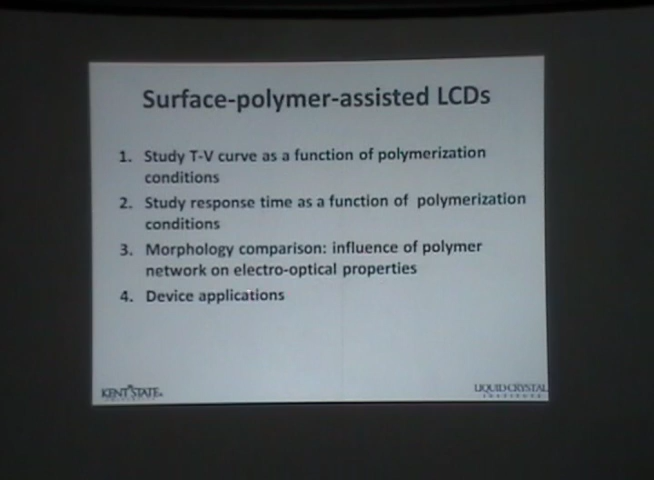 Surface-polymer-assisted LCDs
1. Study T-V curve as a function of polymerization
conditions
2. Study response time as a function of polymerization
conditions
3. Morphology comparison: influence of polymer
network on electro-optical properties
4. Device applications
KENT STATE
LIQUID CRYSTAL
INSTITUTE